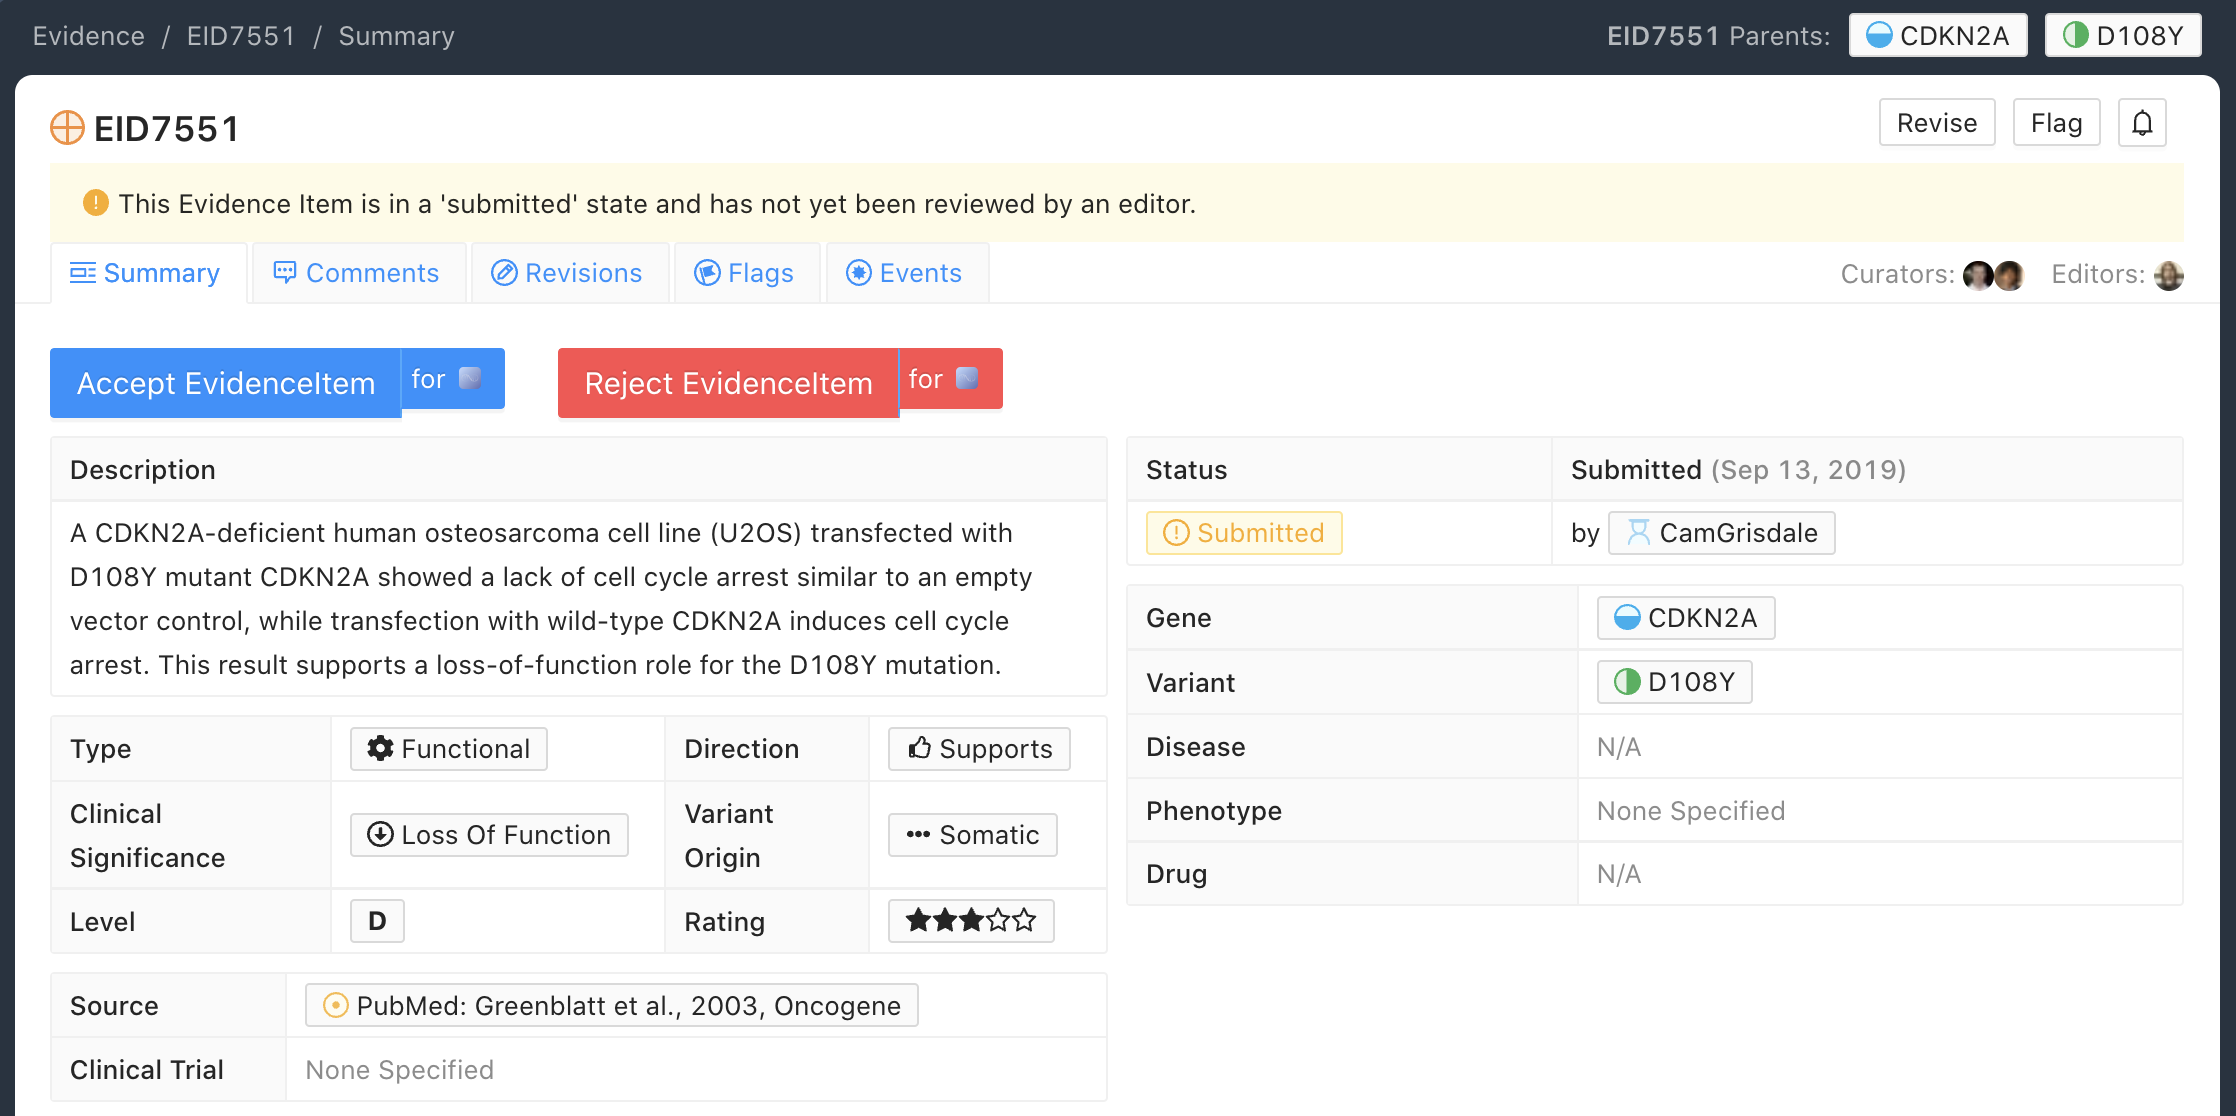 Evidence / EID7551 / Summary
EID7551 Parents: CDKN2A D108Y
EID7551
Revise Flag
This Evidence Item is in a 'submitted' state and has not yet been reviewed by an editor.
Summary Comments Revisions Flags Events
Curators: Editors:
Accept EvidenceItem for
Reject EvidenceItem for
Description
A CDKN2A-deficient human osteosarcoma cell line (U2OS) transfected with
D108Y mutant CDKN2A showed a lack of cell cycle arrest similar to an empty
vector control, while transfection with wild-type CDKN2A induces cell cycle
arrest. This result supports a loss-of-function role for the D108Y mutation.
Type Functional Direction Supports
Clinical
Significance
Loss Of Function
Variant
Origin
Somatic
Level D Rating
Source PubMed: Greenblatt et al., 2003, Oncogene
Clinical Trial None Specified
Status Submitted (Sep 13, 2019)
Submitted by CamGrisdale
Gene CDKN2A
Variant D108Y
Disease N/A
Phenotype None Specified
Drug N/A